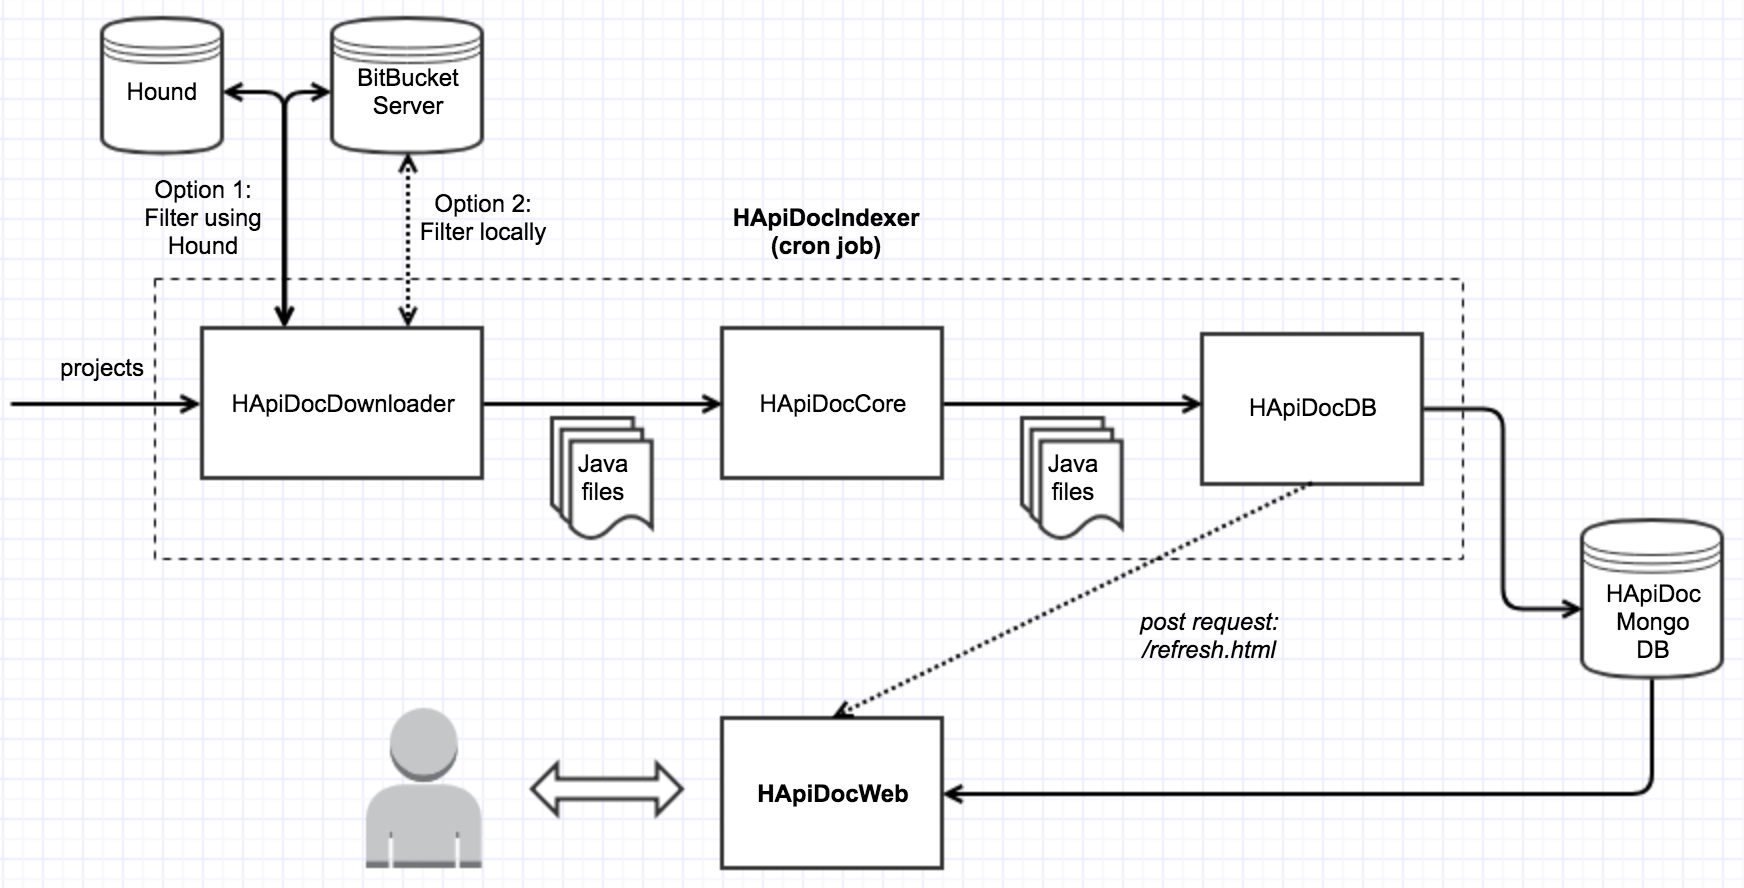 Hound
BitBucket
Server
Option 1:
Filter using
Hound
Option 2:
Filter locally
HApiDocIndexer
(cron job)
projects
HApiDocDownloader
HApiDocCore
HApiDocDB
Java
files
Java
files
HApiDoc
Mongo
DB
post request:
/refresh.html
HApiDocWeb